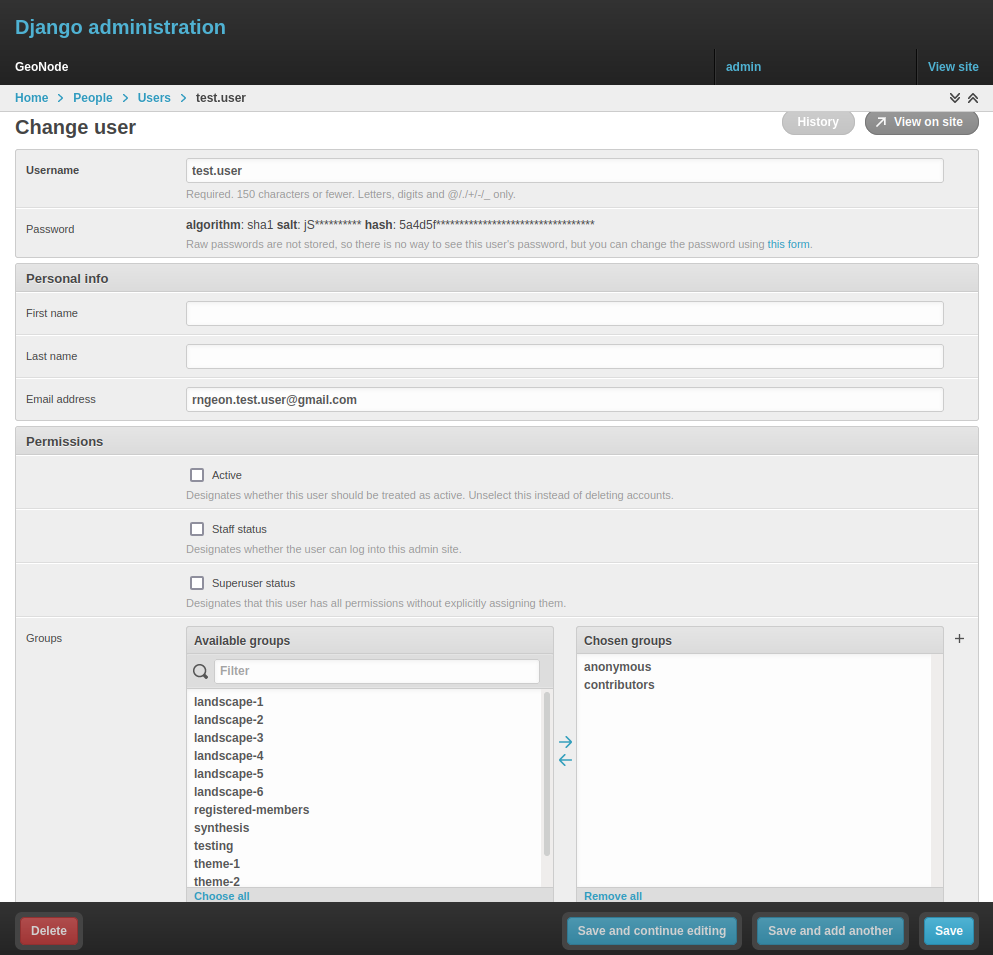 Django administration
GeoNode admin View site
Home People Users test.user
Change user History View on site
Username test.user
Required. 150 characters or fewer. Letters, digits and @/./+/-/_ only.
Password algorithm: sha1 salt: jS********** hash: 5a4d5f**********************************
Raw passwords are not stored, so there is no way to see this user's password, but you can change the password using this form.
Personal info
First name
Last name
Email address rngeon.test.user@gmail.com
Permissions
Active
Designates whether this user should be treated as active. Unselect this instead of deleting accounts.
Staff status
Designates whether the user can log into this admin site.
Superuser status
Designates that this user has all permissions without explicitly assigning them.
Groups Available groups Chosen groups
Filter
anonymous
contributors
landscape-1
landscape-2
landscape-3
landscape-4
landscape-5
landscape-6
registered-members
synthesis
testing
theme-1
theme-2
Choose all Remove all
Delete Save and continue editing Save and add another Save